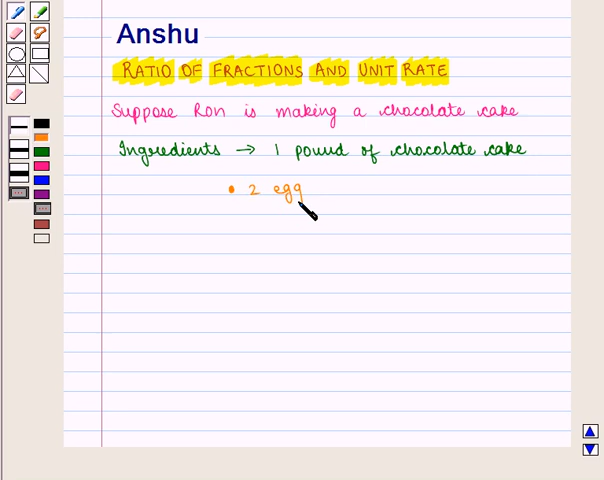 Anshu
RATIO OF FRACTIONS AND UNIT RATE
Suppose Ron is making a chocolate cake
Ingredients → 1 pound of chocolate cake
• 2 egg